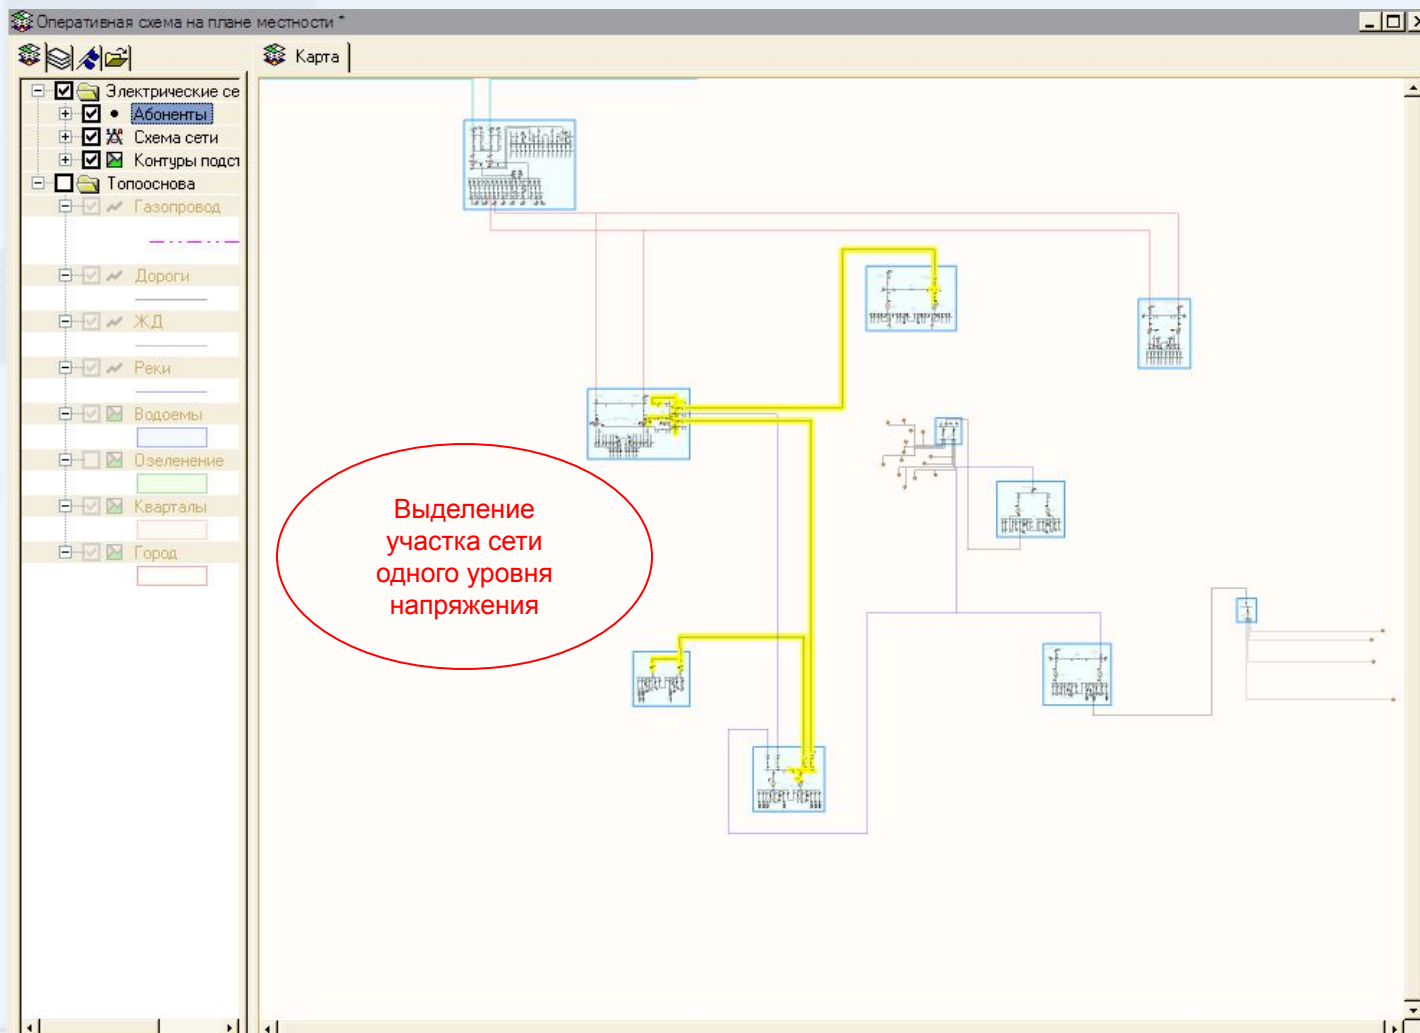 Оперативная схема на плане местности *
Карта
Электрические се
Абоненты
Схема сети
Контуры подст
Топооснова
Газопровод
Дороги
ЖД
Реки
Водоемы
Озеленение
Кварталы
Город
Выделение
участка сети
одного уровня
напряжения